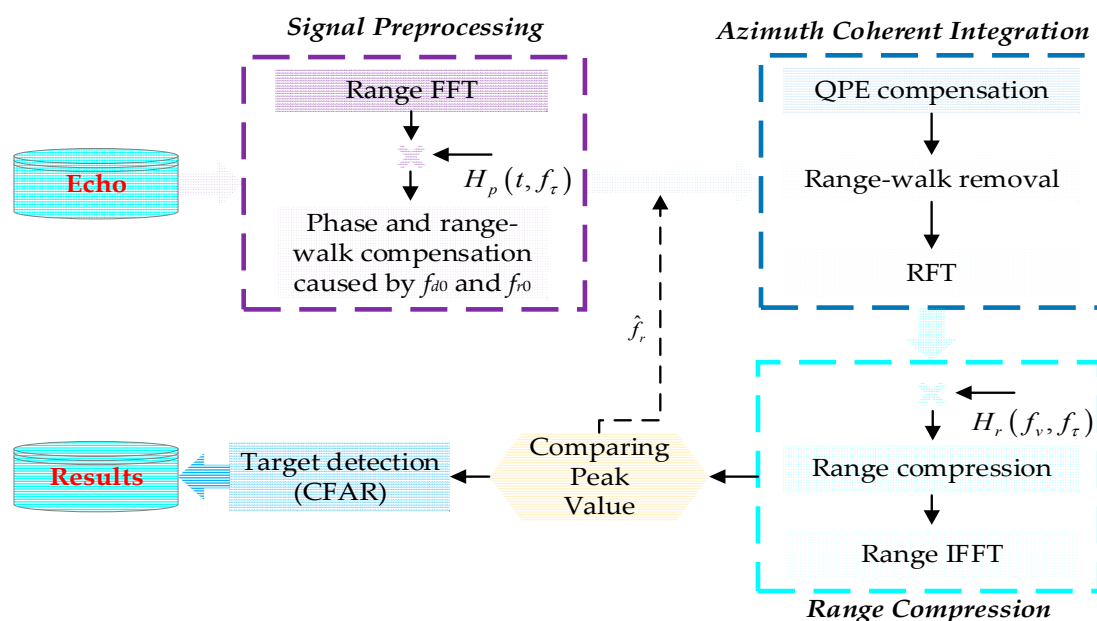 Signal Preprocessing
Range FFT
H_p(t, f_τ)
Phase and range-
walk compensation
caused by f_d0 and f_r0
Echo
Azimuth Coherent Integration
QPE compensation
Range-walk removal
RFT
f̂_r
H_r(f_v, f_τ)
Range compression
Range IFFT
Range Compression
Comparing
Peak
Value
Target detection
(CFAR)
Results